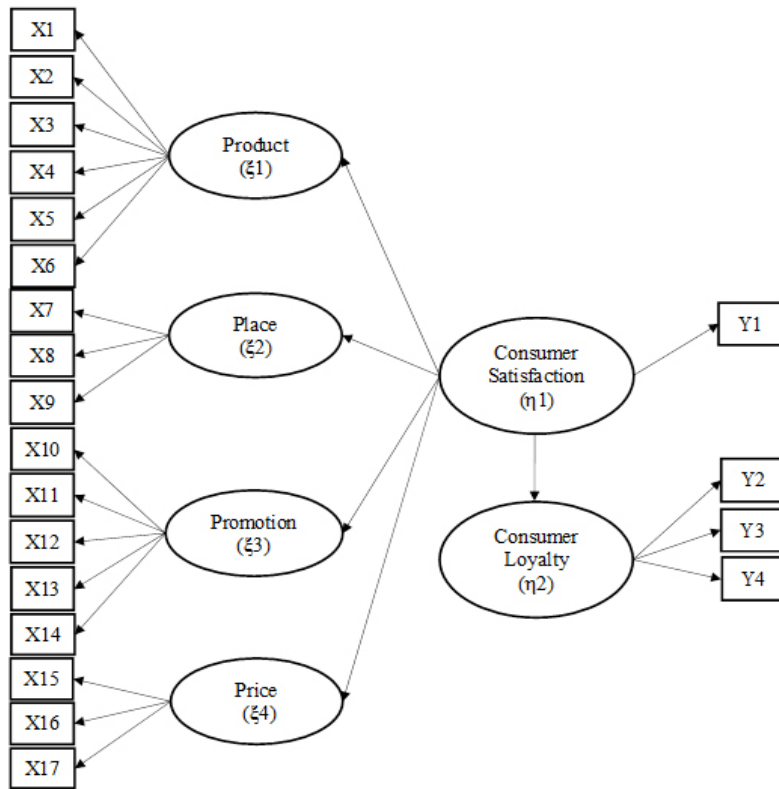 X1
X2
X3
X4
X5
X6
X7
X8
X9
X10
X11
X12
X13
X14
X15
X16
X17
Product
(ξ1)
Place
(ξ2)
Promotion
(ξ3)
Price
(ξ4)
Consumer
Satisfaction
(η1)
Consumer
Loyalty
(η2)
Y1
Y2
Y3
Y4